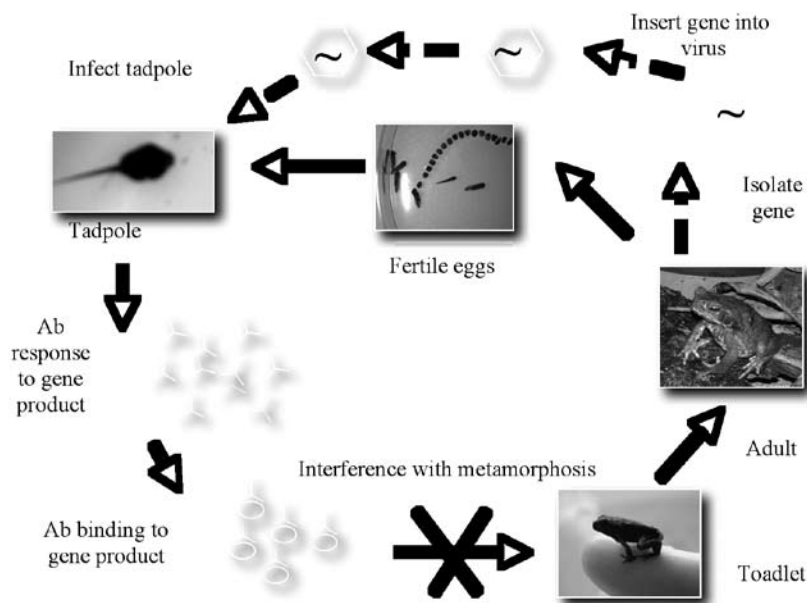 Insert gene into
virus
Infect tadpole
~
~
~
Isolate
gene
Tadpole
Fertile eggs
Ab
response
to gene
product
Adult
Interference with metamorphosis
Ab binding to
gene product
Toadlet